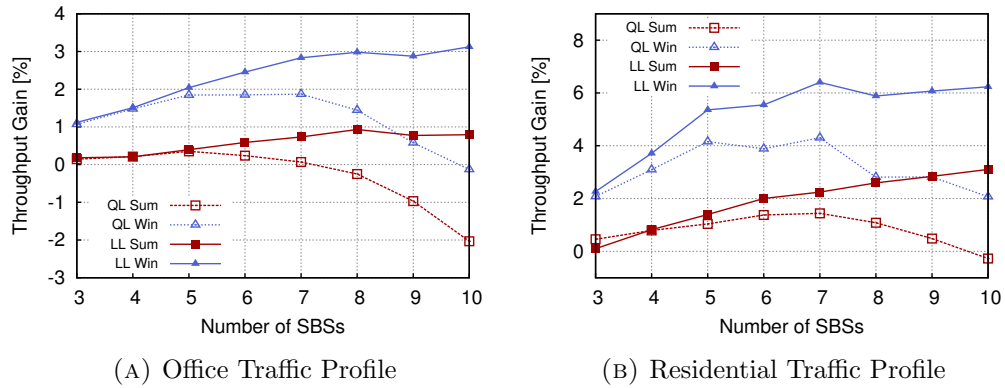 4
3
2
1
0
-1
-2
-3
Throughput Gain [%]
QL Sum
QL Win
LL Sum
LL Win
3 4 5 6 7 8 9 10
Number of SBSs
(A) Office Traffic Profile
8
6
4
2
0
Throughput Gain [%]
QL Sum
QL Win
LL Sum
LL Win
3 4 5 6 7 8 9 10
Number of SBSs
(B) Residential Traffic Profile